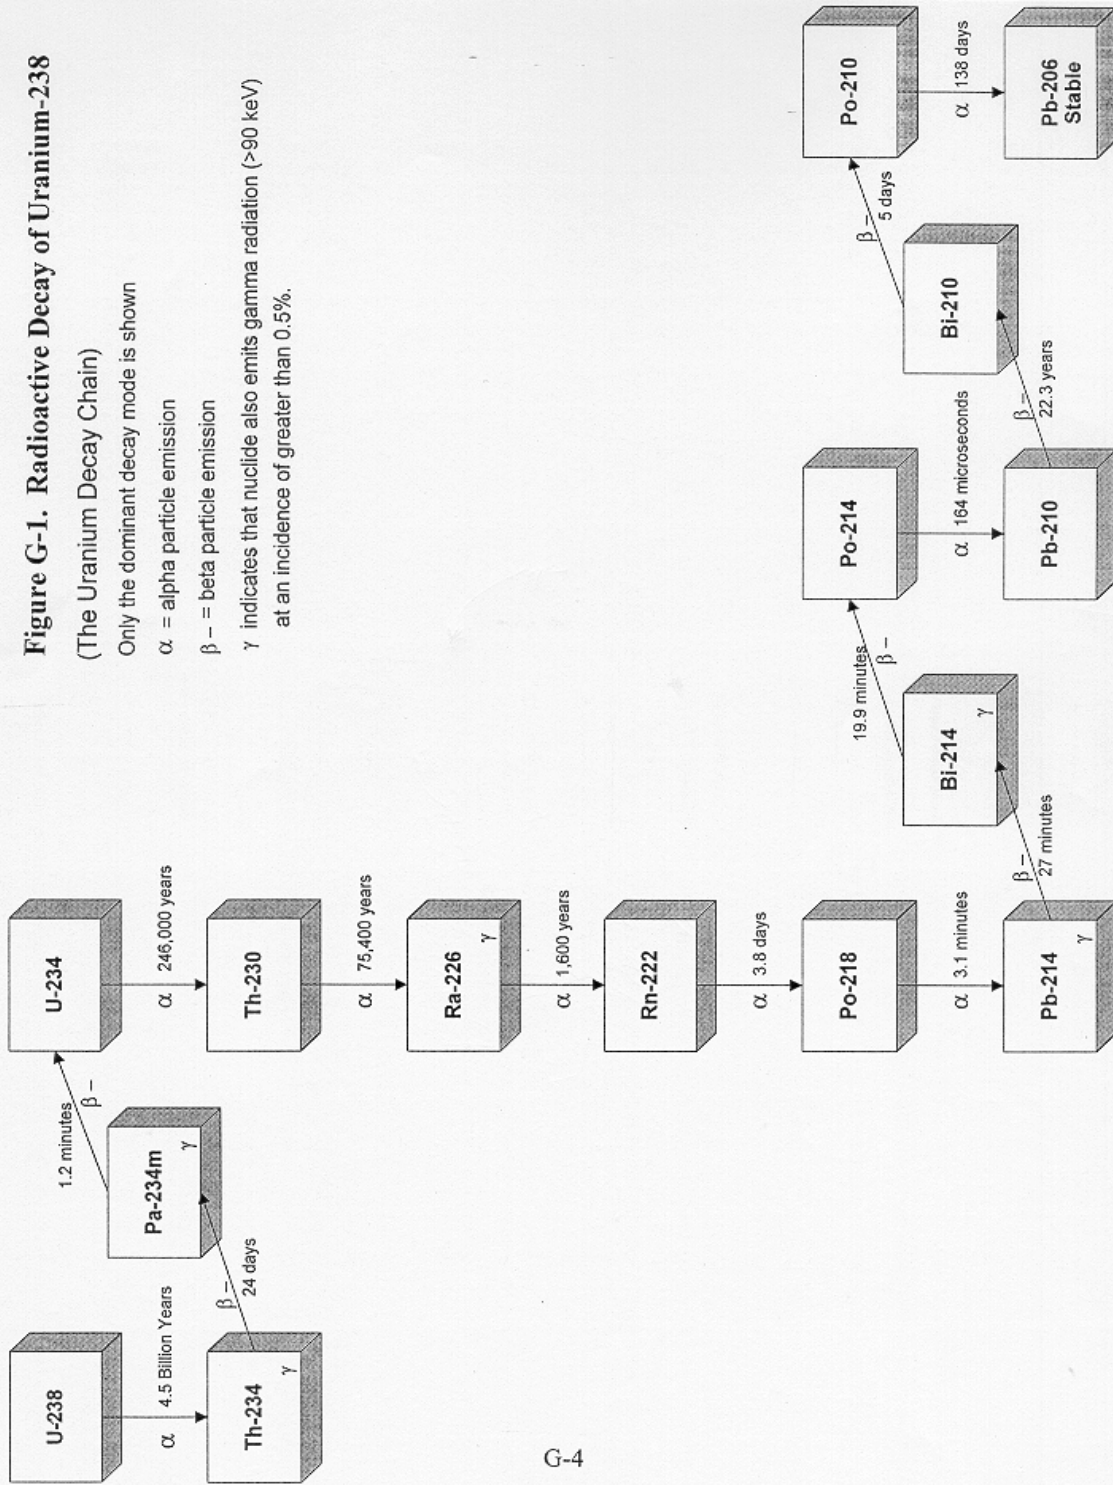 Figure G-1. Radioactive Decay of Uranium-238
(The Uranium Decay Chain)
Only the dominant decay mode is shown
α = alpha particle emission
β – = beta particle emission
γ indicates that nuclide also emits gamma radiation (>90 keV)
at an incidence of greater than 0.5%.
U-238
α 4.5 Billion Years
Th-234
γ
β –
24 days
Pa-234m
γ
1.2 minutes
β –
U-234
α 246,000 years
Th-230
α 75,400 years
Ra-226
γ
α 1,600 years
Rn-222
α 3.8 days
Po-218
α 3.1 minutes
Pb-214
γ
β –
27 minutes
Bi-214
γ
19.9 minutes
β –
Po-214
α 164 microseconds
Pb-210
β –
22.3 years
Bi-210
β –
5 days
Po-210
α 138 days
Pb-206
Stable
G-4